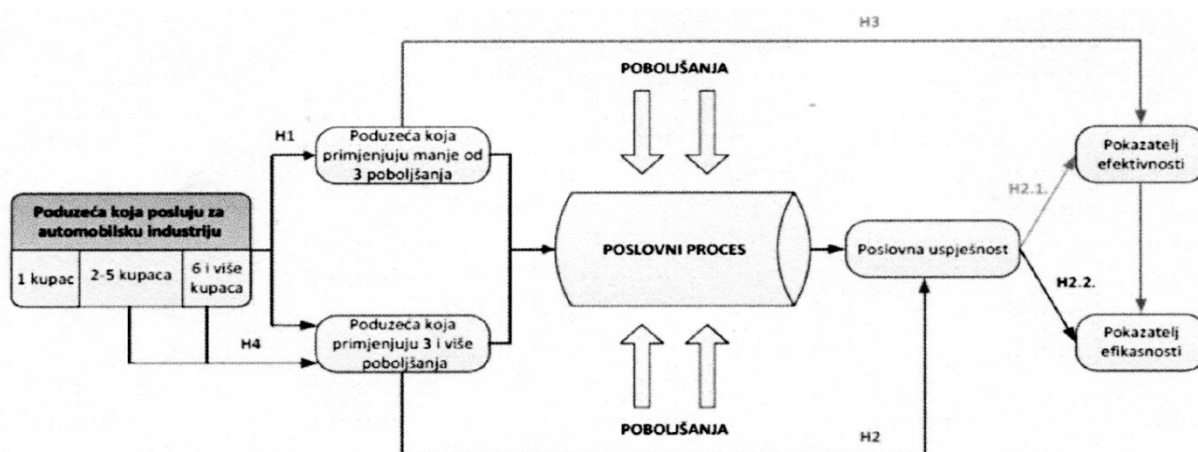 H3
POBOLJŠANJA
H1
Poduzeća koja
primjenjuju manje od
3 poboljšanja
Pokazatelj
efektivnosti
H2.1.
Poduzeća koja posluju za
automobilsku industriju
1 kupac
2-5 kupaca
6 i više
kupaca
POSLOVNI PROCES
Poslovna uspješnost
H2.2.
H4
Poduzeća koja
primjenjuju 3 i više
poboljšanja
Pokazatelj
efikasnosti
POBOLJŠANJA
H2